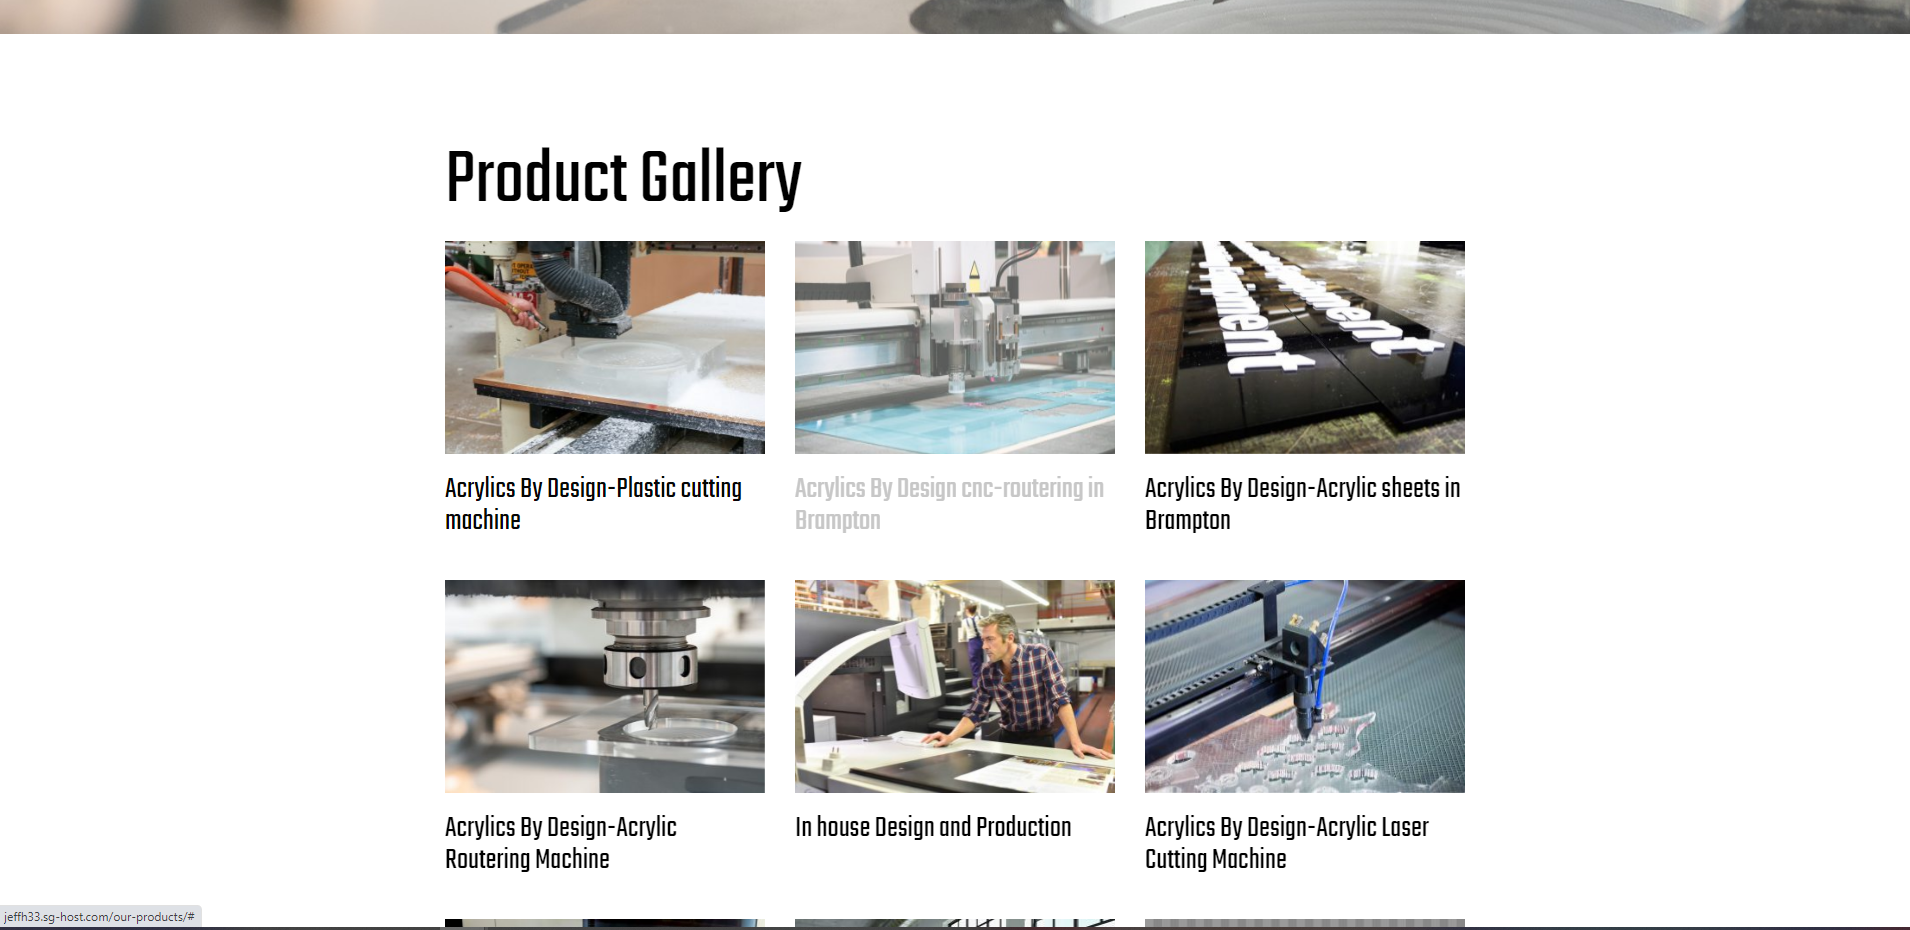 Product Gallery
Acrylics By Design-Plastic cutting
machine
Acrylics By Design cnc-routering in
Brampton
Acrylics By Design-Acrylic sheets in
Brampton
Acrylics By Design-Acrylic
Routering Machine
In house Design and Production
Acrylics By Design-Acrylic Laser
Cutting Machine
jeffh33.sg-host.com/our-products/#